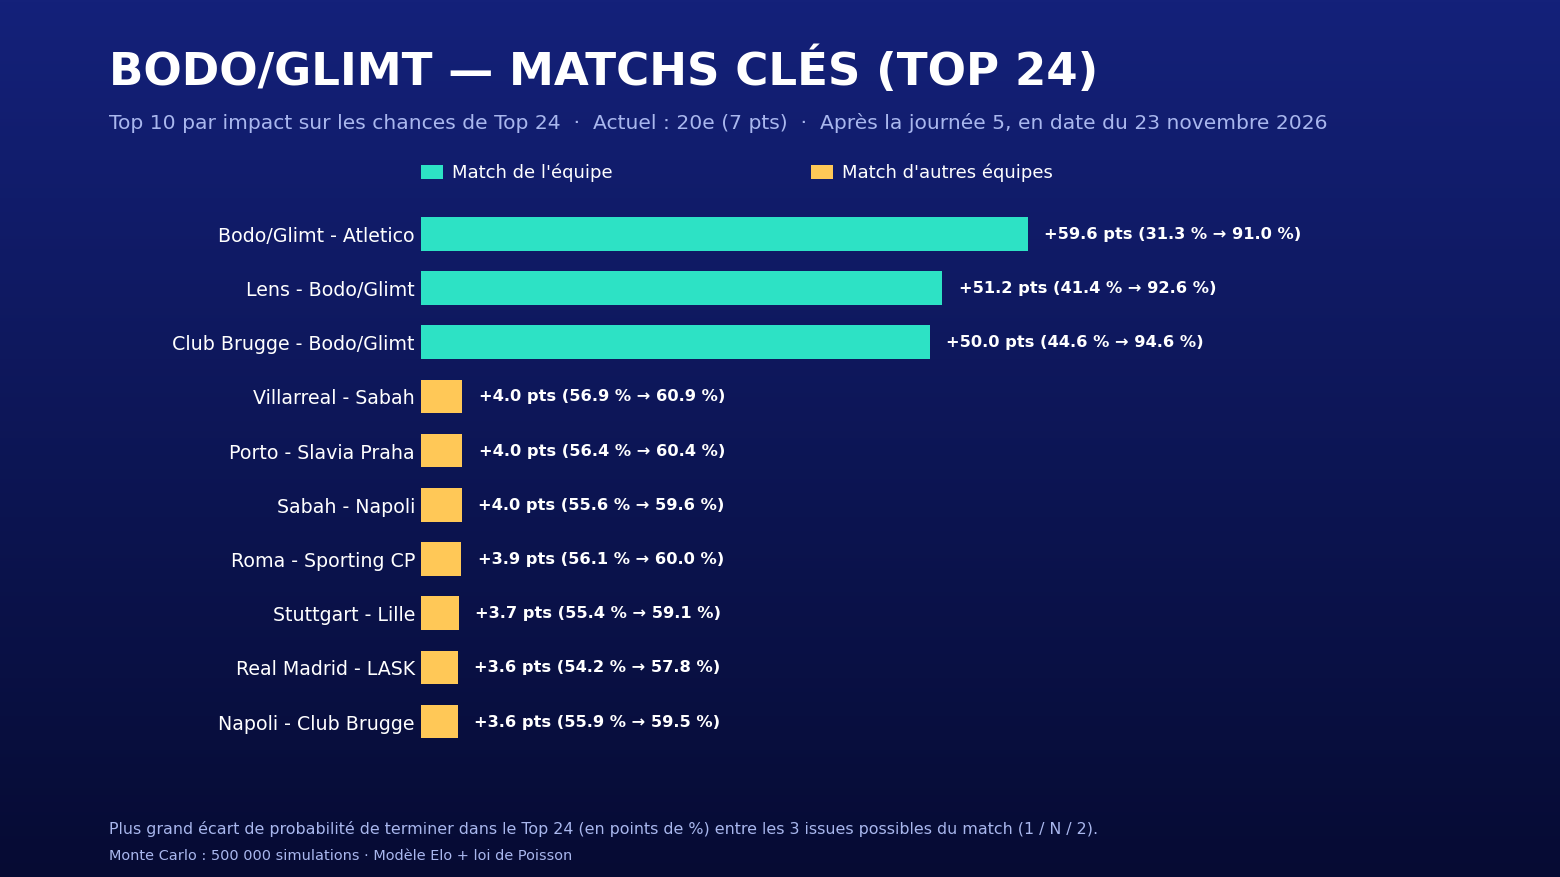 BODO/GLIMT — MATCHS CLÉS (TOP 24)
Top 10 par impact sur les chances de Top 24 · Actuel : 20e (7 pts) · Après la journée 5, en date du 23 novembre 2026
Match de l'équipe
Match d'autres équipes
Bodo/Glimt - Atletico +59.6 pts (31.3 % → 91.0 %)
Lens - Bodo/Glimt +51.2 pts (41.4 % → 92.6 %)
Club Brugge - Bodo/Glimt +50.0 pts (44.6 % → 94.6 %)
Villarreal - Sabah +4.0 pts (56.9 % → 60.9 %)
Porto - Slavia Praha +4.0 pts (56.4 % → 60.4 %)
Sabah - Napoli +4.0 pts (55.6 % → 59.6 %)
Roma - Sporting CP +3.9 pts (56.1 % → 60.0 %)
Stuttgart - Lille +3.7 pts (55.4 % → 59.1 %)
Real Madrid - LASK +3.6 pts (54.2 % → 57.8 %)
Napoli - Club Brugge +3.6 pts (55.9 % → 59.5 %)
Plus grand écart de probabilité de terminer dans le Top 24 (en points de %) entre les 3 issues possibles du match (1 / N / 2).
Monte Carlo : 500 000 simulations · Modèle Elo + loi de Poisson